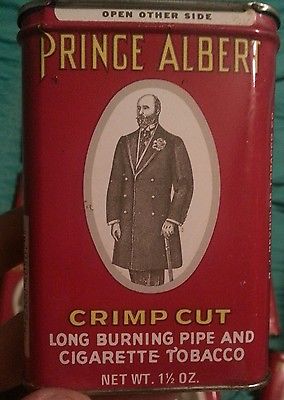 OPEN OTHER SIDE
PRINCE ALBERT
CRIMP CUT
LONG BURNING PIPE AND
CIGARETTE TOBACCO
NET WT. 1½ OZ.